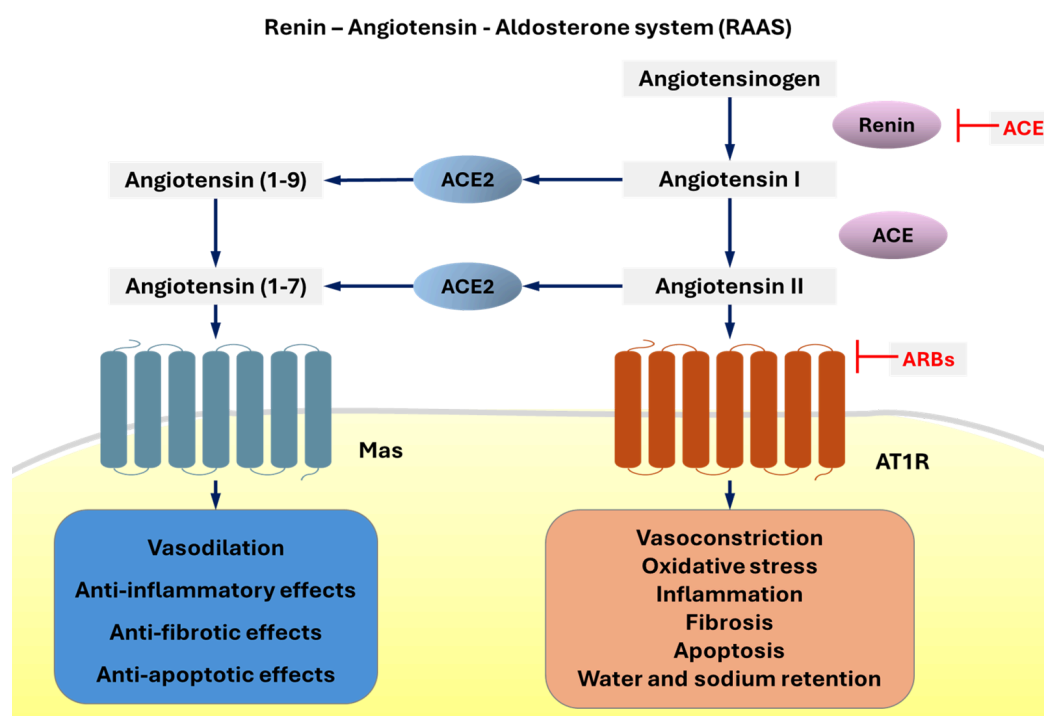 Renin – Angiotensin - Aldosterone system (RAAS)
Angiotensinogen
Renin
ACE
Angiotensin (1-9)
ACE2
Angiotensin I
ACE
Angiotensin (1-7)
ACE2
Angiotensin II
ARBs
Mas
AT1R
Vasodilation
Anti-inflammatory effects
Anti-fibrotic effects
Anti-apoptotic effects
Vasoconstriction
Oxidative stress
Inflammation
Fibrosis
Apoptosis
Water and sodium retention